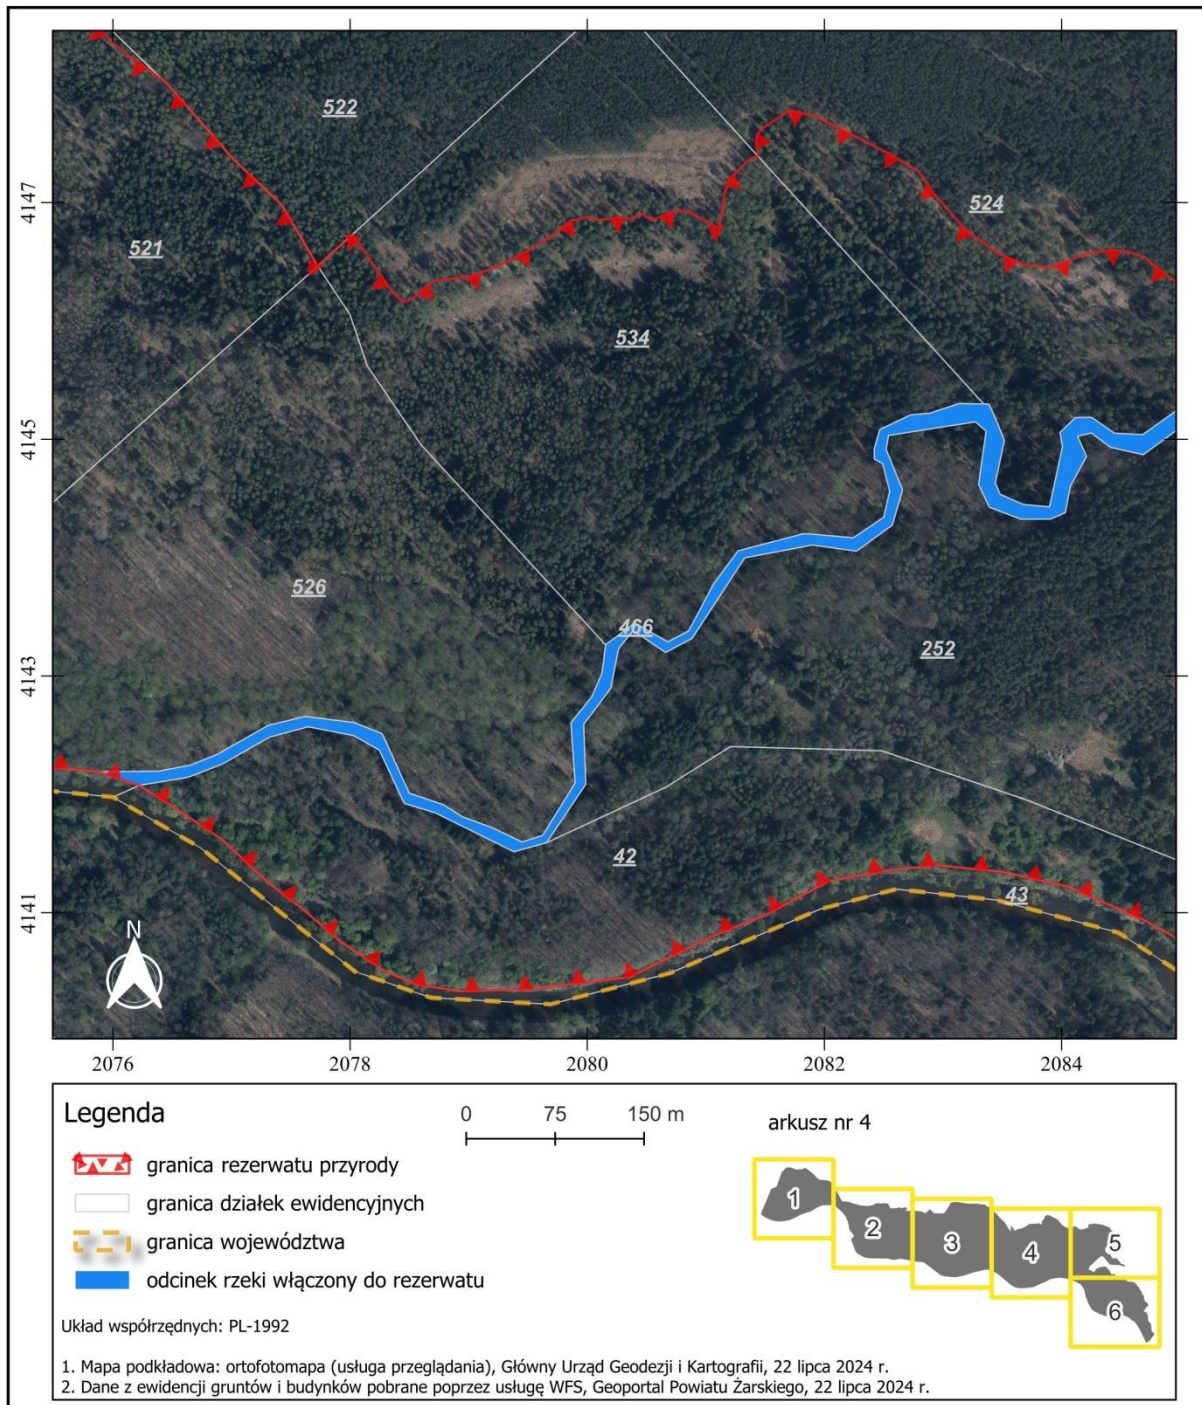 522
524
521
534
526
466
252
42
43
4147
4145
4143
4141
N
2076 2078 2080 2082 2084
Legenda
granica rezerwatu przyrody
granica działek ewidencyjnych
granica województwa
odcinek rzeki włączony do rezerwatu
0 75 150 m
arkusz nr 4
1 2 3 4 5 6
Układ współrzędnych: PL-1992
1. Mapa podkładowa: ortofotomapa (usługa przeglądania), Główny Urząd Geodezji i Kartografii, 22 lipca 2024 r.
2. Dane z ewidencji gruntów i budynków pobrane poprzez usługę WFS, Geoportal Powiatu Żarskiego, 22 lipca 2024 r.